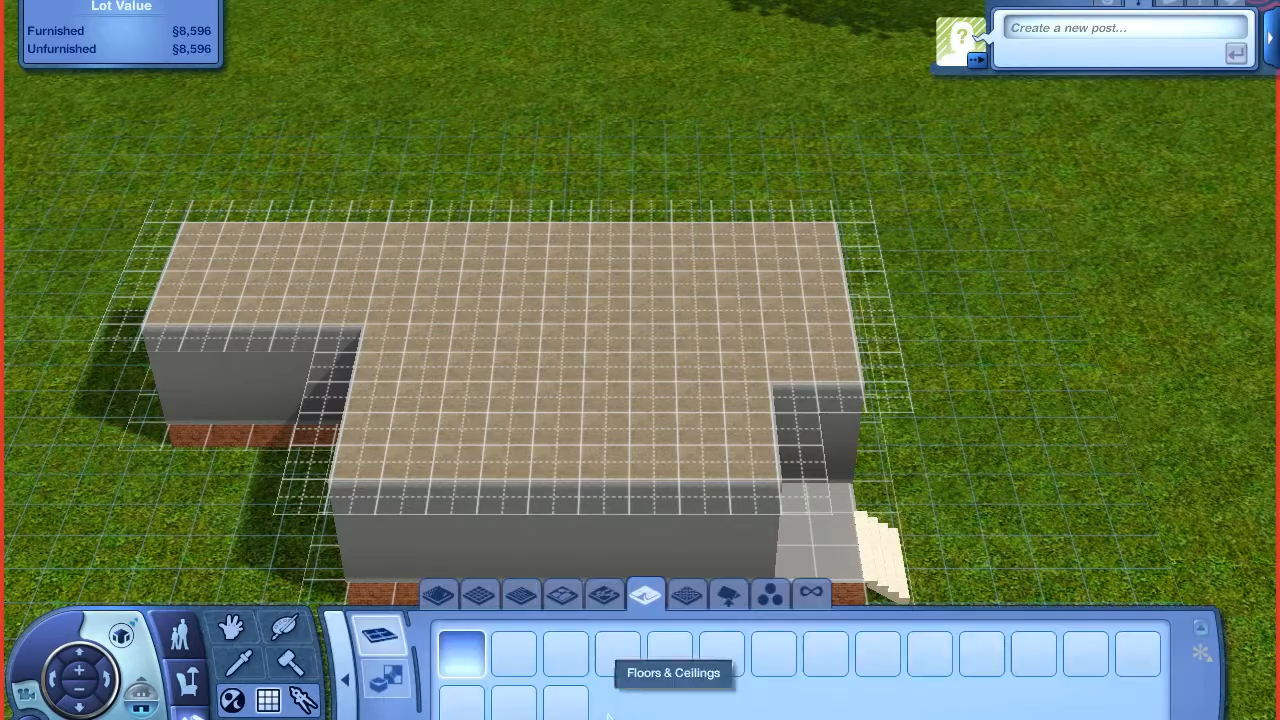 Lot Value
Furnished §8,596
Unfurnished §8,596
Create a new post...
?
Floors & Ceilings